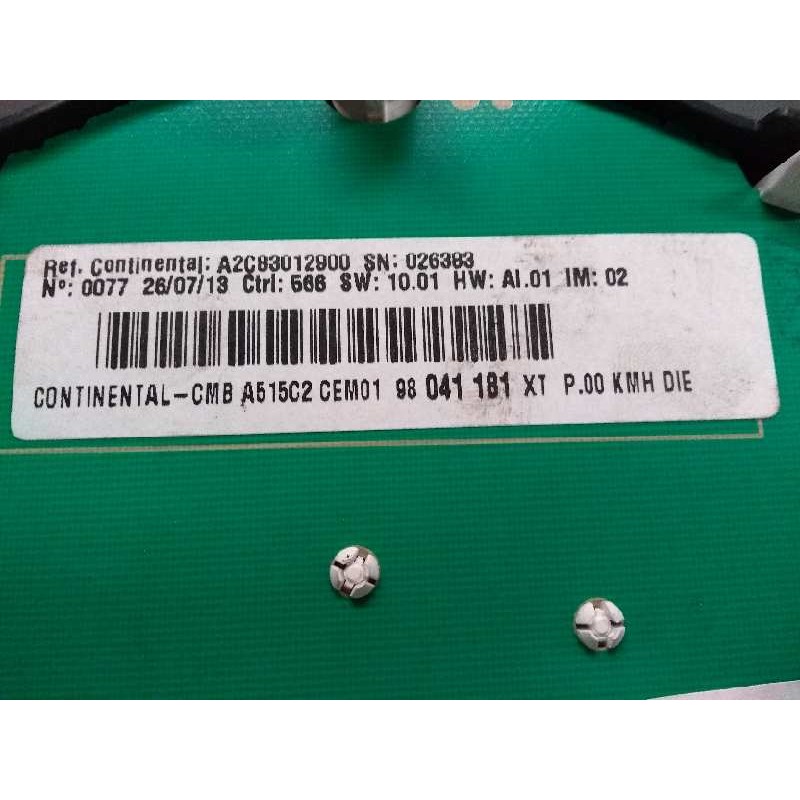 Ref. Continental: A2C83012900 SN: 026383
Nº: 0077 26/07/13 Ctrl: 566 SW: 10.01 HW: AI.01 IM: 02
CONTINENTAL-CMB A515C2 CEM01 98 041 181 XT P.00 KMH DIE